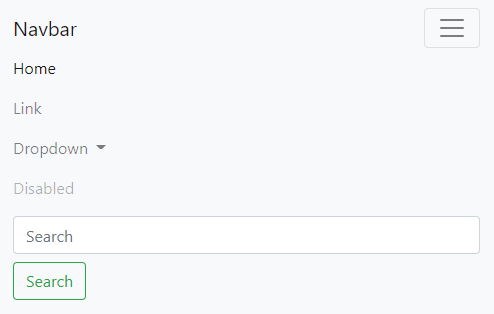 Navbar
Home
Link
Dropdown
Disabled
Search
Search